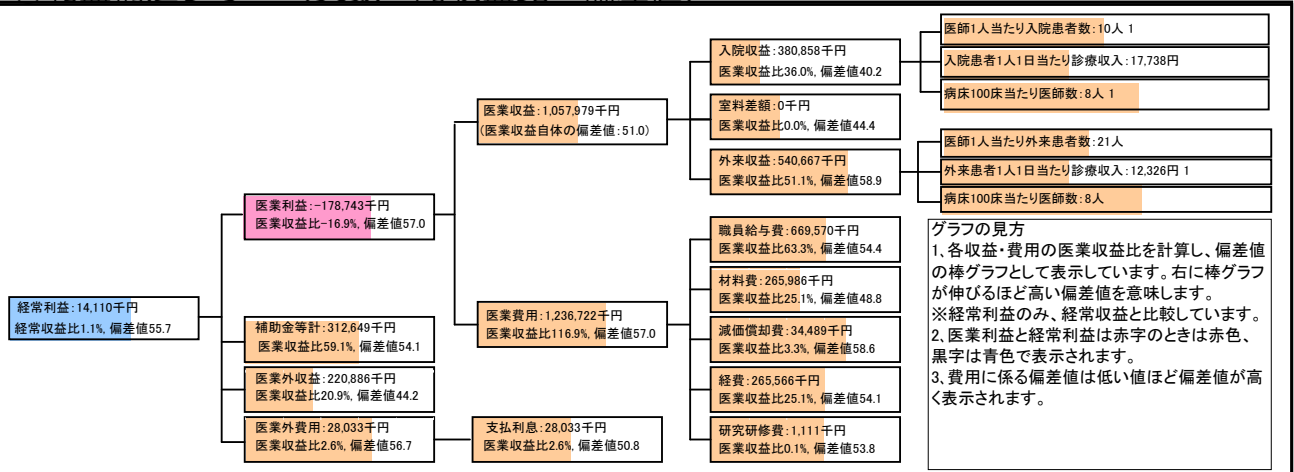 経常利益:14,110千円
経常収益比1.1%, 偏差値55.7
医業利益:-178,743千円
医業収益比-16.9%, 偏差値57.0
補助金等計:312,649千円
医業収益比59.1%, 偏差値54.1
医業外収益:220,886千円
医業収益比20.9%, 偏差値44.2
医業外費用:28,033千円
医業収益比2.6%, 偏差値56.7
支払利息:28,033千円
医業収益比2.6%, 偏差値50.8
医業収益:1,057,979千円
(医業収益自体の偏差値:51.0)
医業費用:1,236,722千円
医業収益比116.9%, 偏差値57.0
入院収益:380,858千円
医業収益比36.0%, 偏差値40.2
室料差額:0千円
医業収益比0.0%, 偏差値44.4
外来収益:540,667千円
医業収益比51.1%, 偏差値58.9
職員給与費:669,570千円
医業収益比63.3%, 偏差値54.4
材料費:265,986千円
医業収益比25.1%, 偏差値48.8
減価償却費:34,489千円
医業収益比3.3%, 偏差値58.6
経費:265,566千円
医業収益比25.1%, 偏差値54.1
研究研修費:1,111千円
医業収益比0.1%, 偏差値53.8
医師1人当たり入院患者数:10人 1
入院患者1人1日当たり診療収入:17,738円
病床100床当たり医師数:8人 1
医師1人当たり外来患者数:21人
外来患者1人1日当たり診療収入:12,326円 1
病床100床当たり医師数:8人
グラフの見方
1、各収益・費用の医業収益比を計算し、偏差値
の棒グラフとして表示しています。右に棒グラフ
が伸びるほど高い偏差値を意味します。
※経常利益のみ、経常収益と比較しています。
2、医業利益と経常利益は赤字のときは赤色、
黒字は青色で表示されます。
3、費用に係る偏差値は低い値ほど偏差値が高
く表示されます。